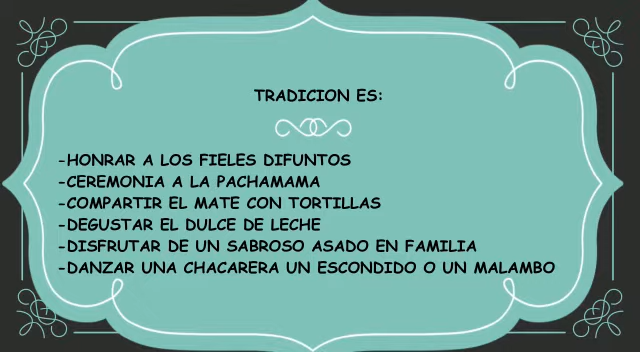 TRADICION ES:
-HONRAR A LOS FIELES DIFUNTOS
-CEREMONIA A LA PACHAMAMA
-COMPARTIR EL MATE CON TORTILLAS
-DEGUSTAR EL DULCE DE LECHE
-DISFRUTAR DE UN SABROSO ASADO EN FAMILIA
-DANZAR UNA CHACARERA UN ESCONDIDO O UN MALAMBO